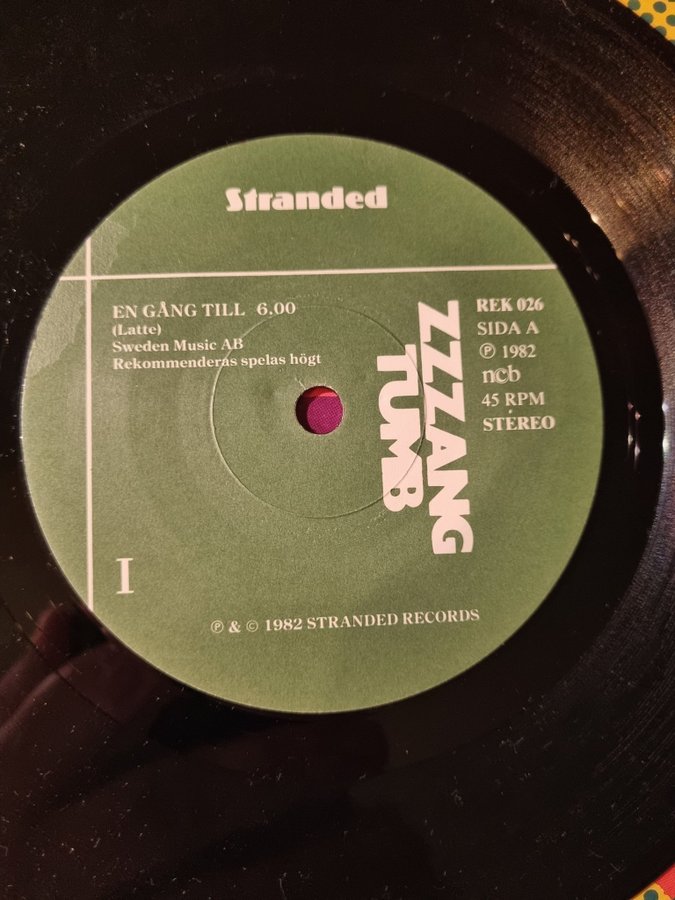 Stranded
EN GÅNG TILL 6,00
(Latte)
Sweden Music AB
Rekommenderas spelas högt
ZZZANG
TUMB
REK 026
SIDA A
Ⓟ 1982
ncb
45 RPM
STEREO
I
Ⓟ & © 1982 STRANDED RECORDS